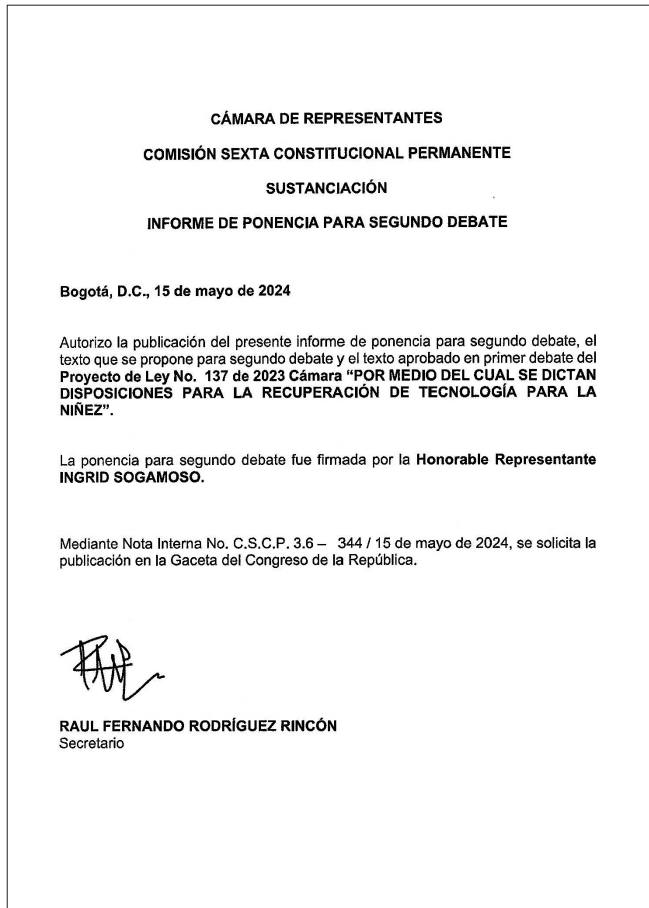 CÁMARA DE REPRESENTANTES
COMISIÓN SEXTA CONSTITUCIONAL PERMANENTE
SUSTANCIACIÓN
INFORME DE PONENCIA PARA SEGUNDO DEBATE
Bogotá, D.C., 15 de mayo de 2024
Autorizo la publicación del presente informe de ponencia para segundo debate, el
texto que se propone para segundo debate y el texto aprobado en primer debate del
Proyecto de Ley No. 137 de 2023 Cámara “POR MEDIO DEL CUAL SE DICTAN
DISPOSICIONES PARA LA RECUPERACIÓN DE TECNOLOGÍA PARA LA
NIÑEZ”.
La ponencia para segundo debate fue firmada por la Honorable Representante
INGRID SOGAMOSO.
Mediante Nota Interna No. C.S.C.P. 3.6 – 344 / 15 de mayo de 2024, se solicita la
publicación en la Gaceta del Congreso de la República.
RAUL FERNANDO RODRÍGUEZ RINCÓN
Secretario